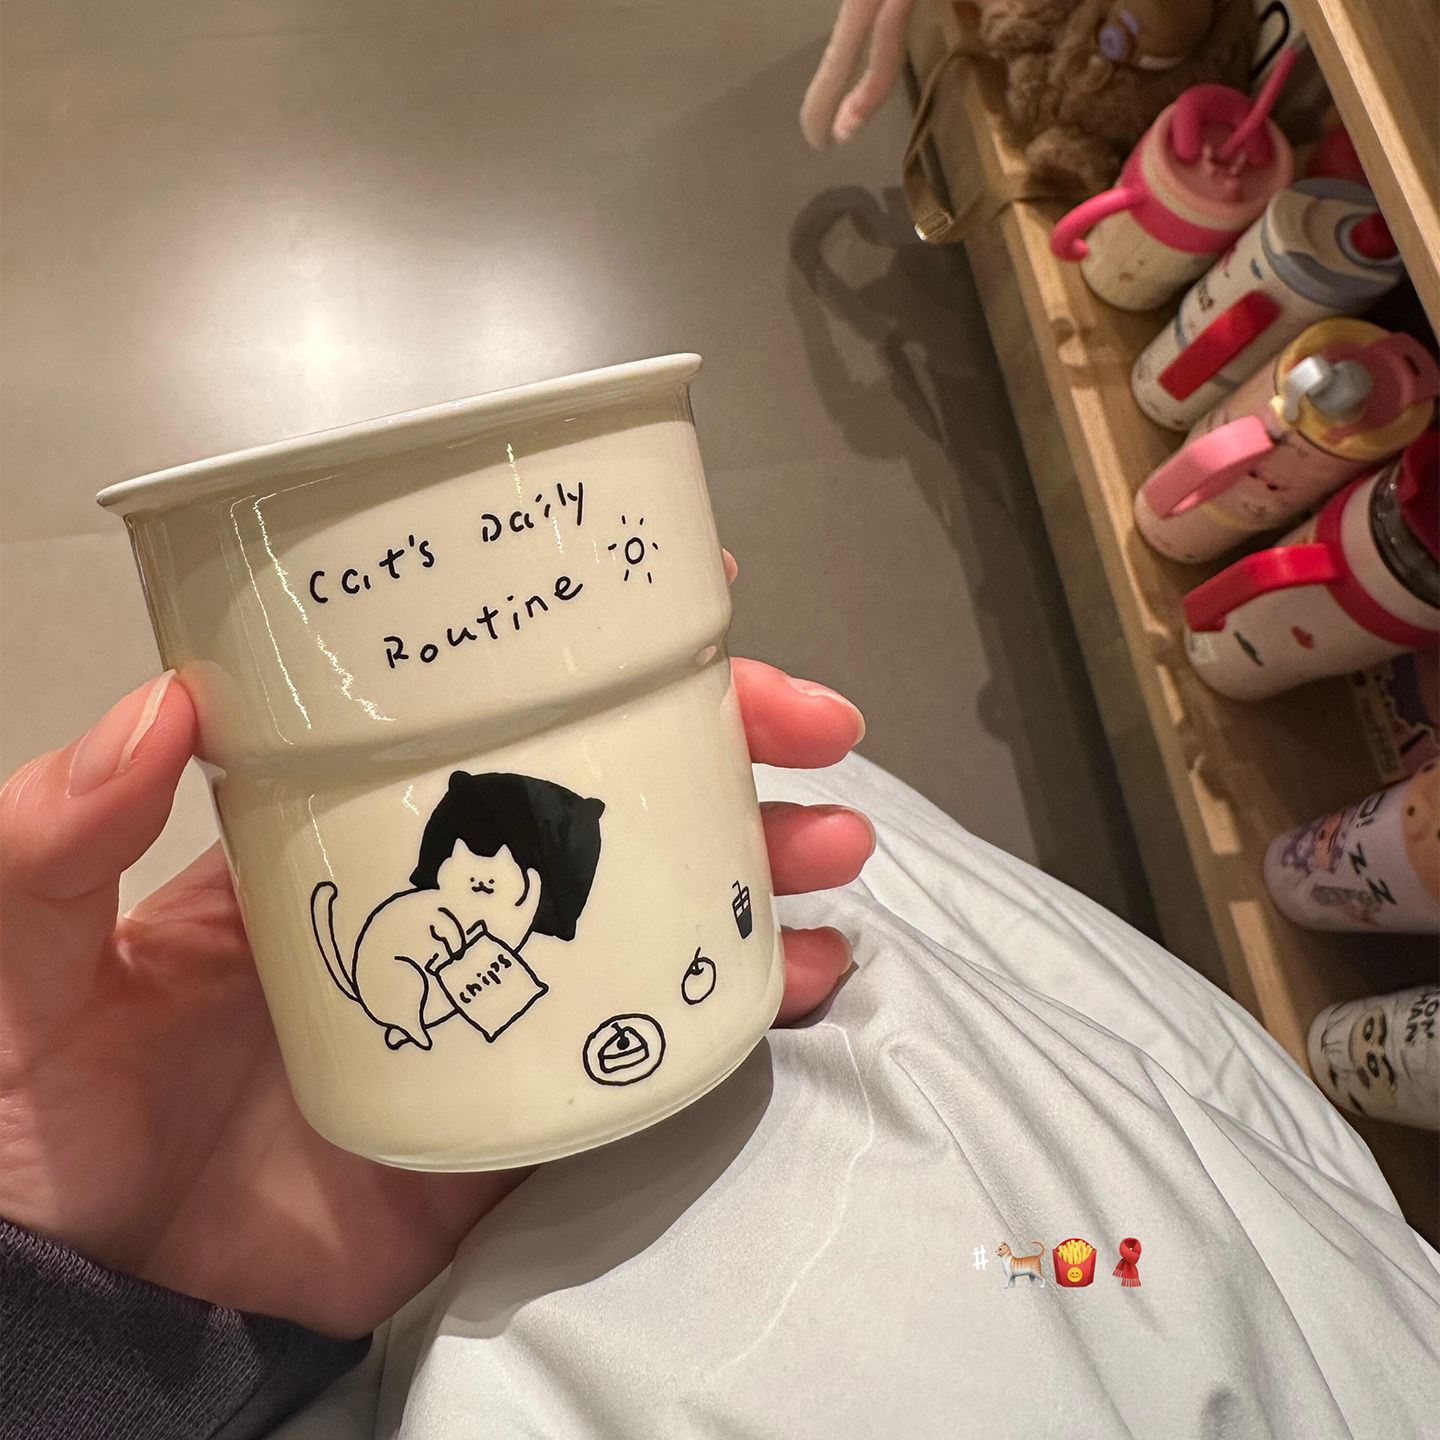 Cat's Daily
Routine
chips
#
Z
Z